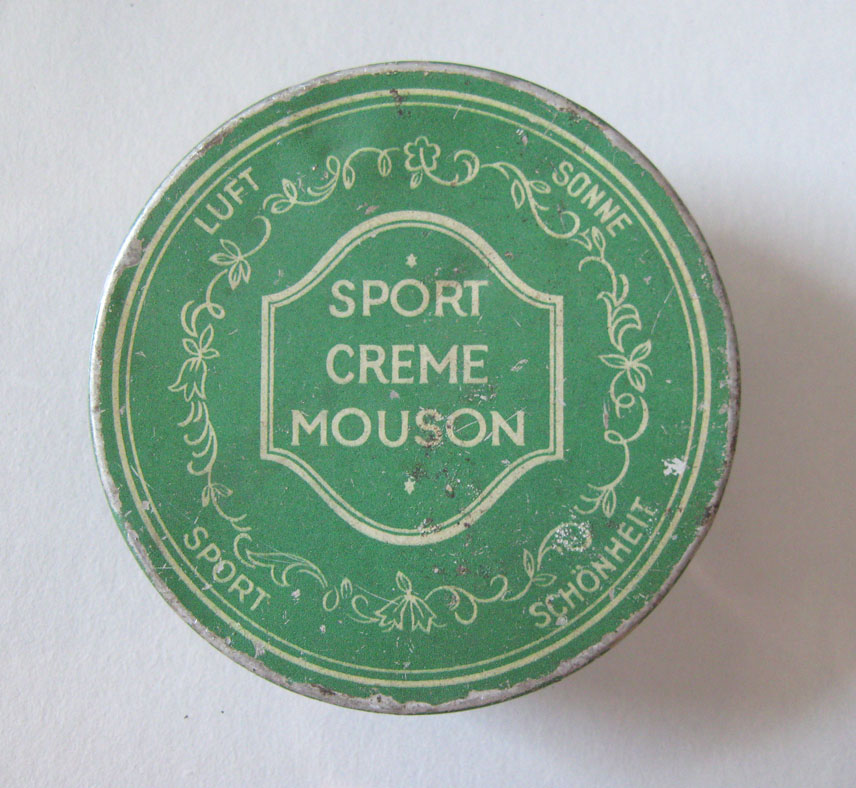 LUFT
SONNE
SPORT
CREME
MOUSON
SPORT
SCHÖNHEIT